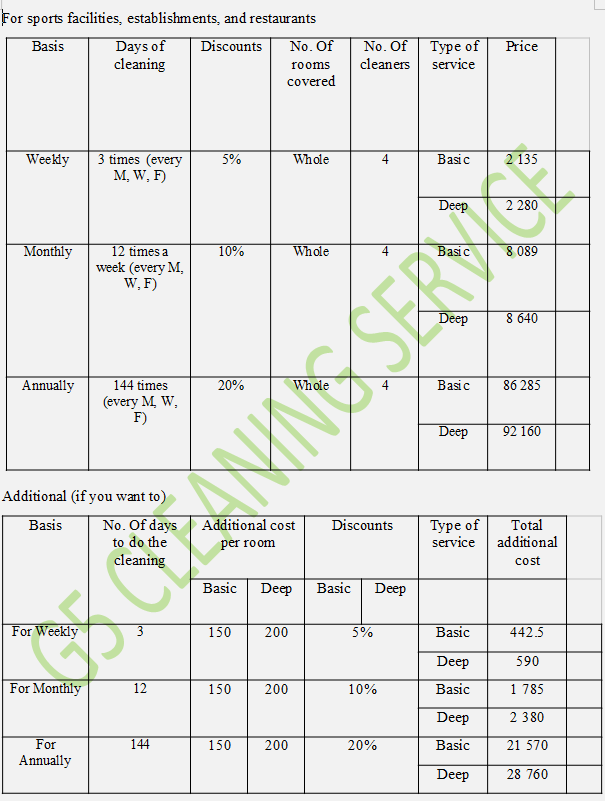 For sports facilities, establishments, and restaurants
Basis Days of cleaning Discounts No. Of rooms covered No. Of cleaners Type of service Price
Weekly 3 times (every M, W, F) 5% Whole 4 Basic 2 135
Deep 2 280
Monthly 12 times a week (every M, W, F) 10% Whole 4 Basic 8 089
Deep 8 640
Annually 144 times (every M, W, F) 20% Whole 4 Basic 86 285
Deep 92 160
Additional (if you want to)
Basis No. Of days to do the cleaning Additional cost per room Discounts Type of service Total additional cost
Basic Deep Basic Deep
For Weekly 3 150 200 5% Basic 442.5
Deep 590
For Monthly 12 150 200 10% Basic 1 785
Deep 2 380
For Annually 144 150 200 20% Basic 21 570
Deep 28 760
G5 CLEANING SERVICE